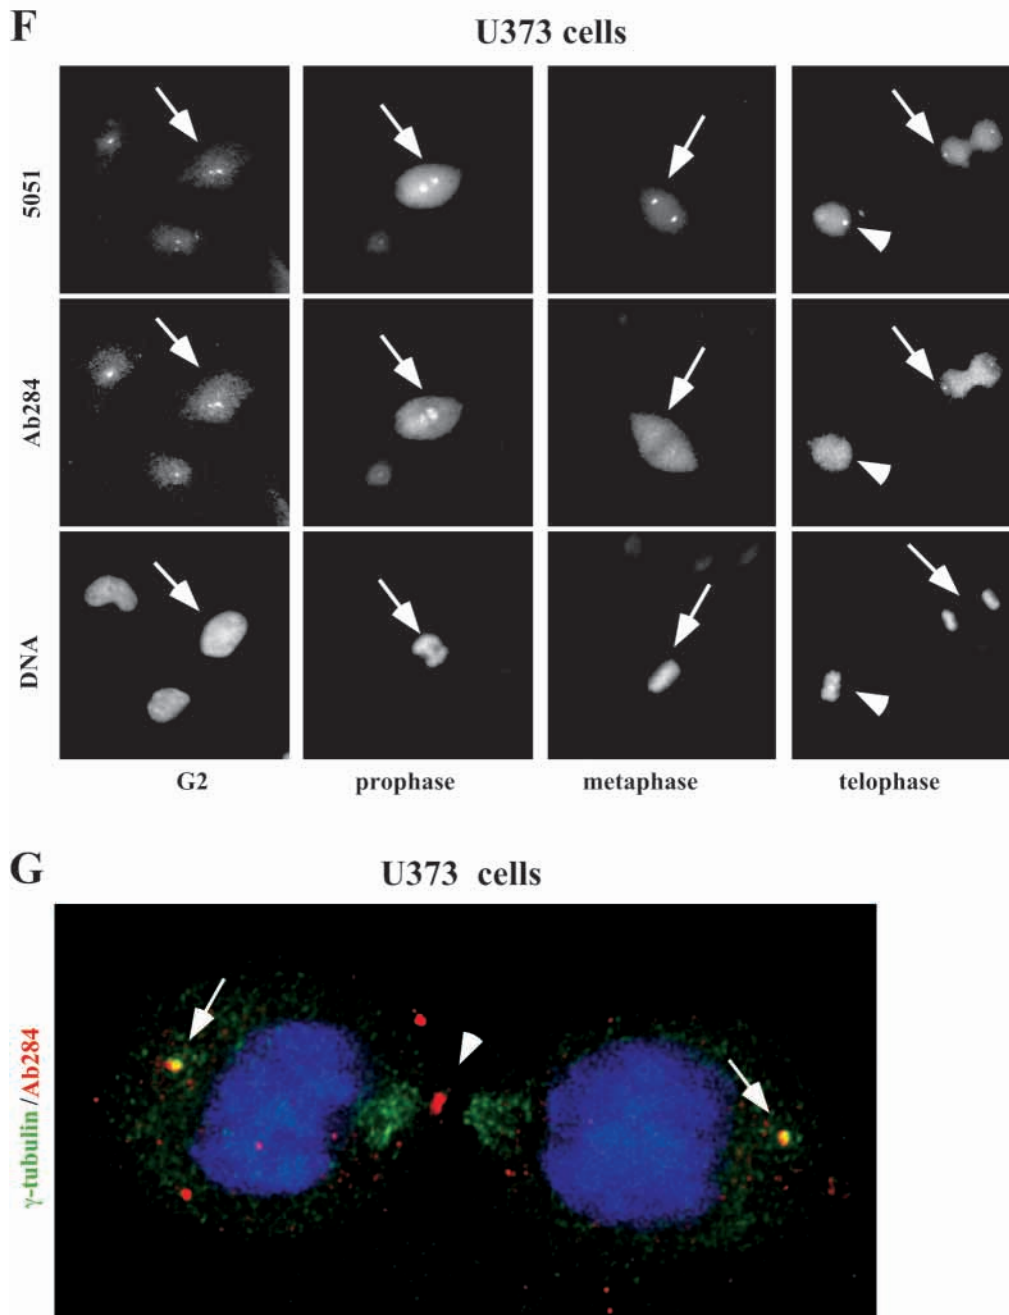 F
U373 cells
5051
Ab284
DNA
G2 prophase metaphase telophase
G
U373 cells
γ-tubulin/Ab284